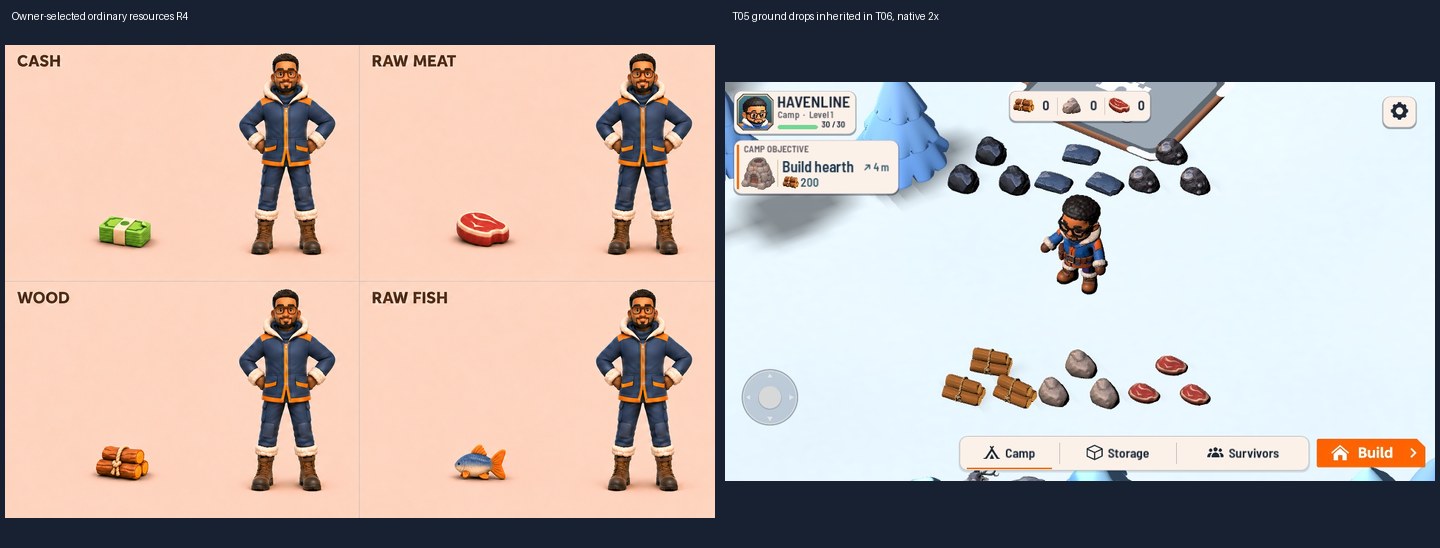 Owner-selected ordinary resources R4
CASH
RAW MEAT
WOOD
RAW FISH
T05 ground drops inherited in T06, native 2x
HAVENLINE
Camp - Level 1
30 / 30
0
0
0
CAMP OBJECTIVE
Build hearth
4 m
200
Camp
Storage
Survivors
Build